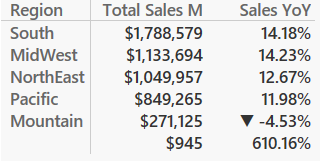 Region Total Sales M Sales YoY
South $1,788,579 14.18%
MidWest $1,133,694 14.23%
NorthEast $1,049,957 12.67%
Pacific $849,265 11.98%
Mountain $271,125 ▼ -4.53%
$945 610.16%